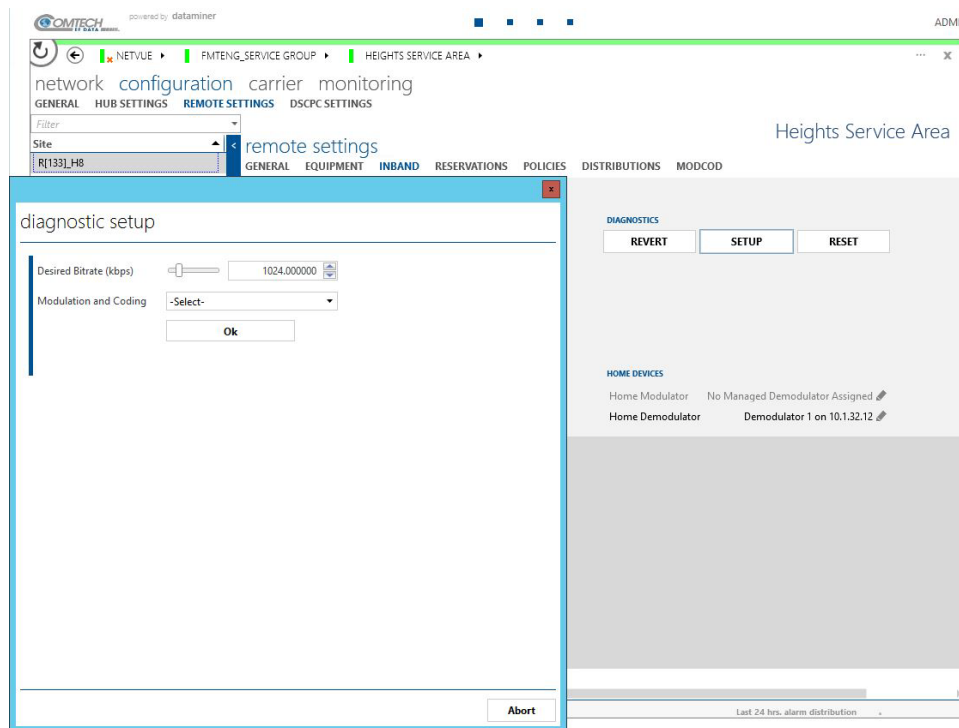 COMTECH powered by dataminer
EF DATA
ADMI
NETVUE FMTENG_SERVICE GROUP HEIGHTS SERVICE AREA ... X
network configuration carrier monitoring
GENERAL HUB SETTINGS REMOTE SETTINGS DSCPC SETTINGS
Filter
Site
R[133]_H8
Heights Service Area
< remote settings
GENERAL EQUIPMENT INBAND RESERVATIONS POLICIES DISTRIBUTIONS MODCOD
x
diagnostic setup
Desired Bitrate (kbps) 1024.000000
Modulation and Coding -Select-
Ok
Abort
DIAGNOSTICS
REVERT SETUP RESET
HOME DEVICES
Home Modulator No Managed Demodulator Assigned
Home Demodulator Demodulator 1 on 10.1.32.12
Last 24 hrs. alarm distribution